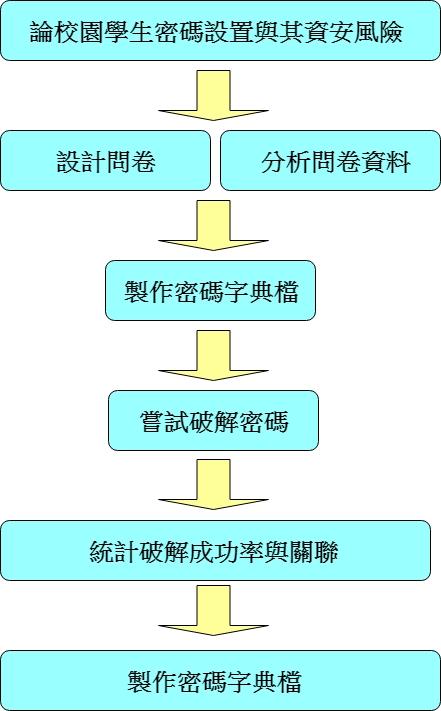 論校園學生密碼設置與其資安風險
設計問卷
分析問卷資料
製作密碼字典檔
嘗試破解密碼
統計破解成功率與關聯
製作密碼字典檔